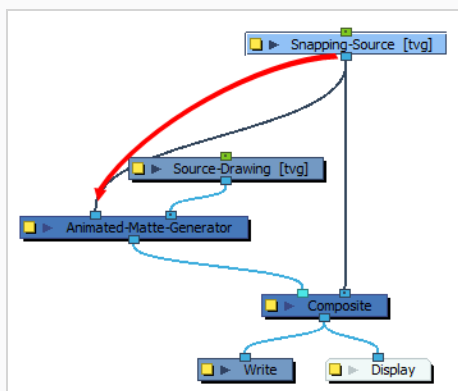 Snapping-Source [tvg]
Source-Drawing [tvg]
Animated-Matte-Generator
Composite
Write
Display